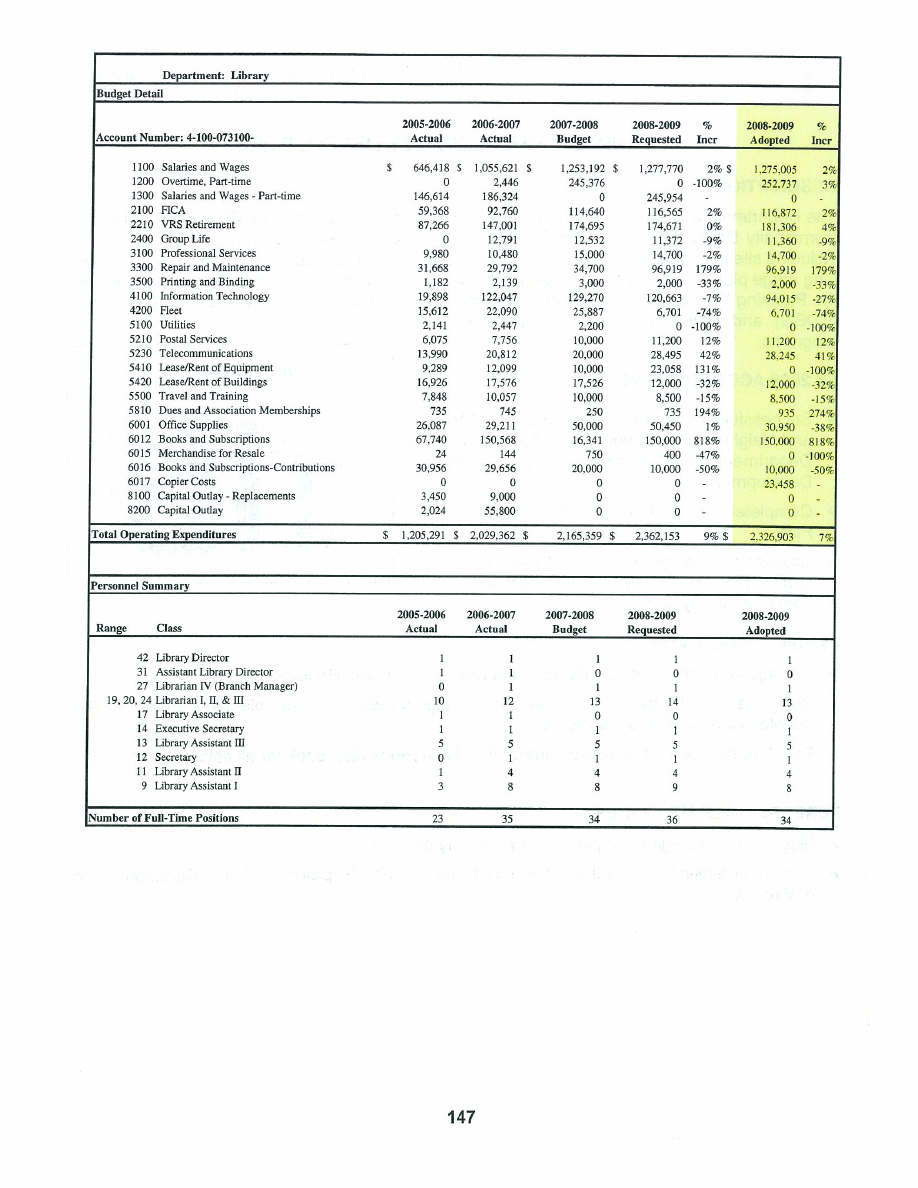 Department: Library
Budget Detail
2005-2006 2006-2007 2007-2008 2008-2009 % 2008-2009 %
Account Number: 4-100-073100- Actual Actual Budget Requested Incr Adopted Incr
1100 Salaries and Wages $ 646,418 $ 1,055,621 $ 1,253,192 $ 1,277,770 2% $ 1,275,005 2%
1200 Overtime, Part-time 0 2,446 245,376 0 -100% 252,737 3%
1300 Salaries and Wages - Part-time 146,614 186,324 0 245,954 - 0 -
2100 FICA 59,368 92,760 114,640 116,565 2% 116,872 2%
2210 VRS Retirement 87,266 147,001 174,695 174,671 0% 181,306 4%
2400 Group Life 0 12,791 12,532 11,372 -9% 11,360 -9%
3100 Professional Services 9,980 10,480 15,000 14,700 -2% 14,700 -2%
3300 Repair and Maintenance 31,668 29,792 34,700 96,919 179% 96,919 179%
3500 Printing and Binding 1,182 2,139 3,000 2,000 -33% 2,000 -33%
4100 Information Technology 19,898 122,047 129,270 120,663 -7% 94,015 -27%
4200 Fleet 15,612 22,090 25,887 6,701 -74% 6,701 -74%
5100 Utilities 2,141 2,447 2,200 0 -100% 0 -100%
5210 Postal Services 6,075 7,756 10,000 11,200 12% 11,200 12%
5230 Telecommunications 13,990 20,812 20,000 28,495 42% 28,245 41%
5410 Lease/Rent of Equipment 9,289 12,099 10,000 23,058 131% 0 -100%
5420 Lease/Rent of Buildings 16,926 17,576 17,526 12,000 -32% 12,000 -32%
5500 Travel and Training 7,848 10,057 10,000 8,500 -15% 8,500 -15%
5810 Dues and Association Memberships 735 745 250 735 194% 935 274%
6001 Office Supplies 26,087 29,211 50,000 50,450 1% 30,950 -38%
6012 Books and Subscriptions 67,740 150,568 16,341 150,000 818% 150,000 818%
6015 Merchandise for Resale 24 144 750 400 -47% 0 -100%
6016 Books and Subscriptions-Contributions 30,956 29,656 20,000 10,000 -50% 10,000 -50%
6017 Copier Costs 0 0 0 0 - 23,458 -
8100 Capital Outlay - Replacements 3,450 9,000 0 0 - 0 -
8200 Capital Outlay 2,024 55,800 0 0 - 0 -
Total Operating Expenditures $ 1,205,291 $ 2,029,362 $ 2,165,359 $ 2,362,153 9% $ 2,326,903 7%
Personnel Summary
2005-2006 2006-2007 2007-2008 2008-2009 2008-2009
Range Class Actual Actual Budget Requested Adopted
42 Library Director 1 1 1 1 1
31 Assistant Library Director 1 1 0 0 0
27 Librarian IV (Branch Manager) 0 1 1 1 1
19, 20, 24 Librarian I, II, & III 10 12 13 14 13
17 Library Associate 1 1 0 0 0
14 Executive Secretary 1 1 1 1 1
13 Library Assistant III 5 5 5 5 5
12 Secretary 0 1 1 1 1
11 Library Assistant II 1 4 4 4 4
9 Library Assistant I 3 8 8 9 8
Number of Full-Time Positions 23 35 34 36 34
147